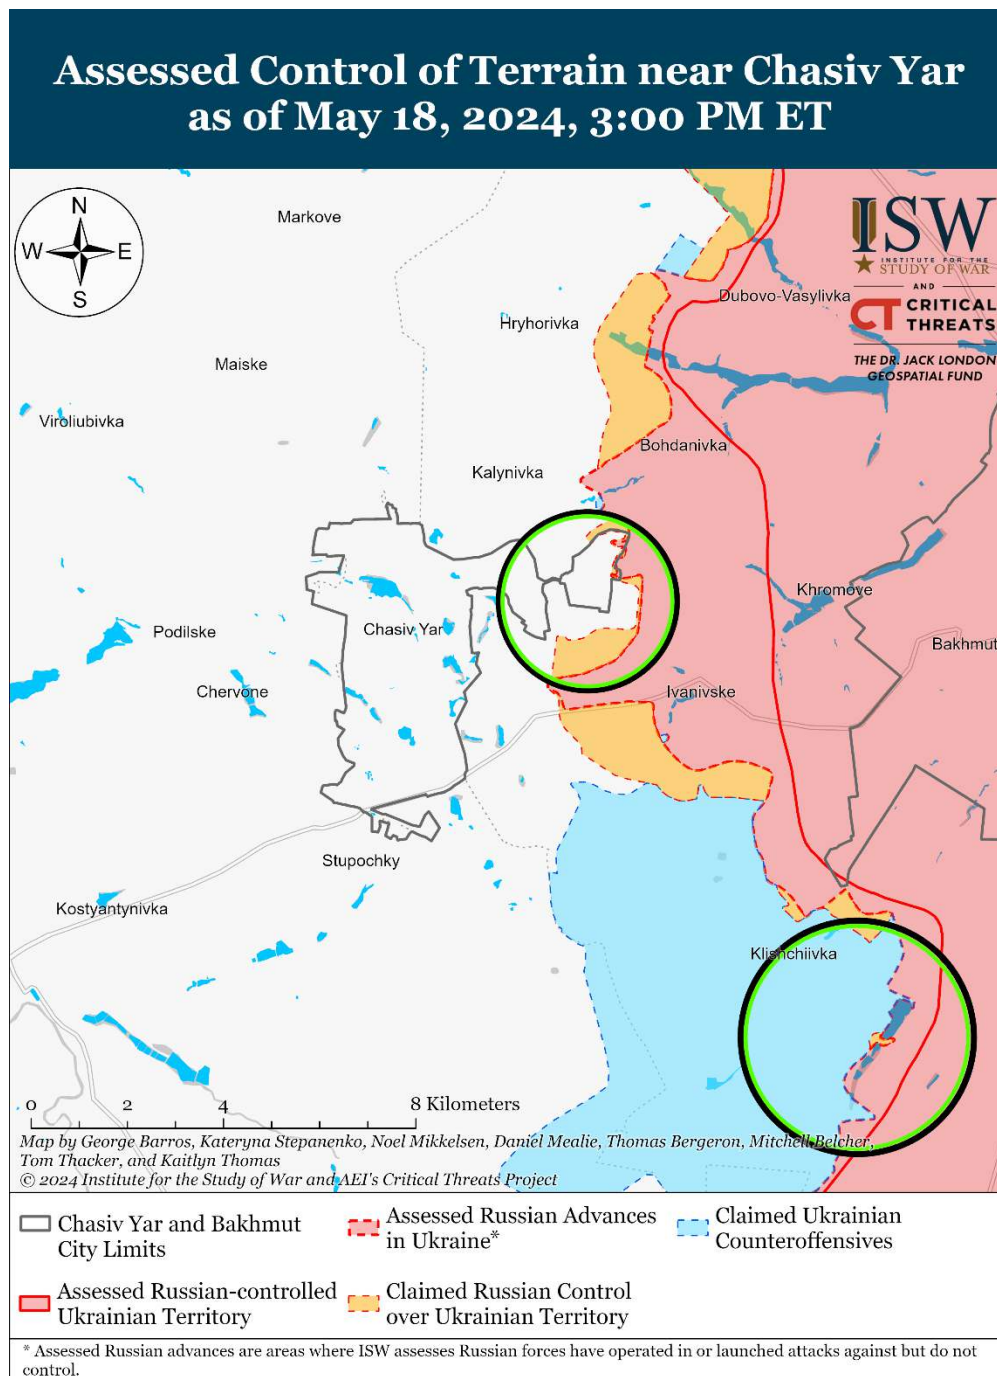 Assessed Control of Terrain near Chasiv Yar
as of May 18, 2024, 3:00 PM ET
N
W E
S
Markove
ISW
INSTITUTE FOR THE
STUDY OF WAR
AND
CT CRITICAL
THREATS
THE DR. JACK LONDON
GEOSPATIAL FUND
Dubovo-Vasylivka
Hryhorivka
Maiske
Viroliubivka
Bohdanivka
Kalynivka
Khromove
Podilske
Chasiv Yar
Bakhmut
Chervone
Ivanivske
Stupochky
Kostyantynivka
Klishchiivka
0 2 4 8 Kilometers
Map by George Barros, Kateryna Stepanenko, Noel Mikkelsen, Daniel Mealie, Thomas Bergeron, Mitchell Belcher,
Tom Thacker, and Kaitlyn Thomas
© 2024 Institute for the Study of War and AEI's Critical Threats Project
Chasiv Yar and Bakhmut
City Limits
Assessed Russian Advances
in Ukraine*
Claimed Ukrainian
Counteroffensives
Assessed Russian-controlled
Ukrainian Territory
Claimed Russian Control
over Ukrainian Territory
* Assessed Russian advances are areas where ISW assesses Russian forces have operated in or launched attacks against but do not
control.